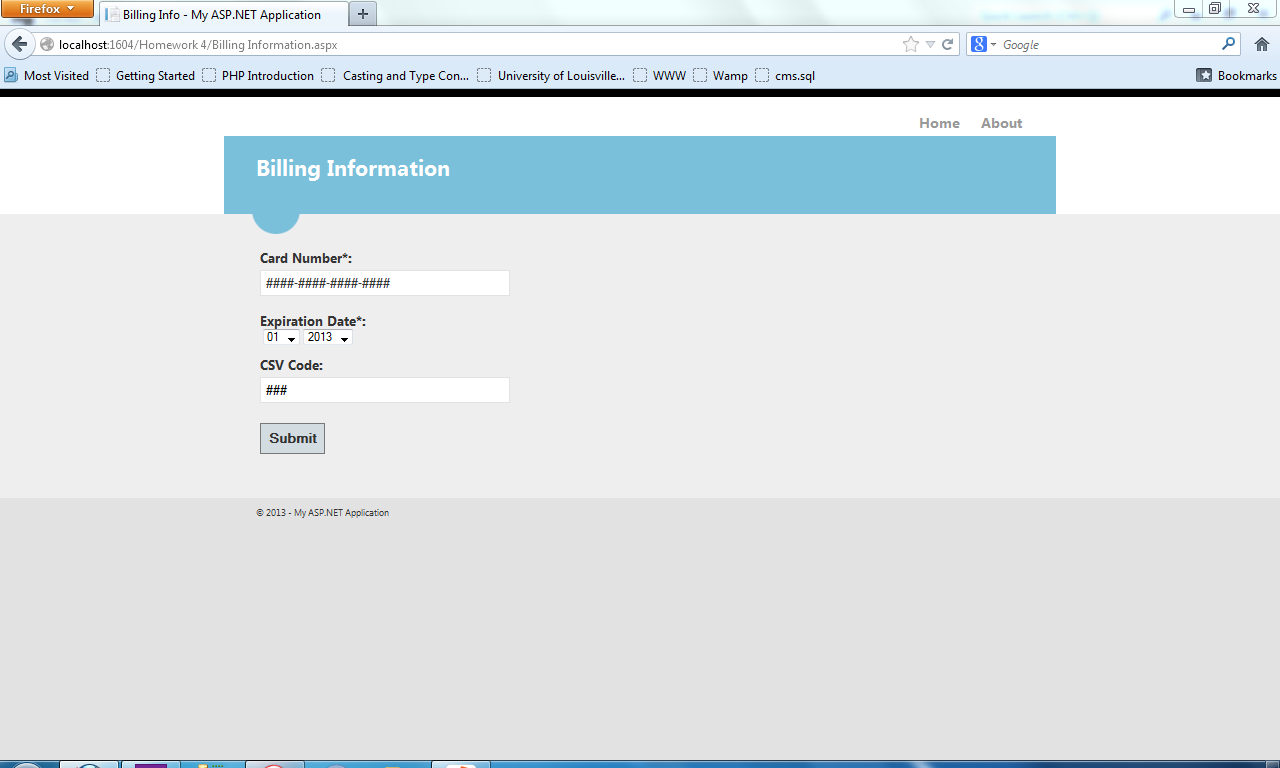 Firefox
Billing Info - My ASP.NET Application
+
localhost:1604/Homework 4/Billing Information.aspx
8
Google
Most Visited Getting Started PHP Introduction Casting and Type Con... University of Louisville... WWW Wamp cms.sql Bookmarks
Home About
Billing Information
Card Number*:
####-####-####-####
Expiration Date*:
01 2013
CSV Code:
###
Submit
© 2013 - My ASP.NET Application